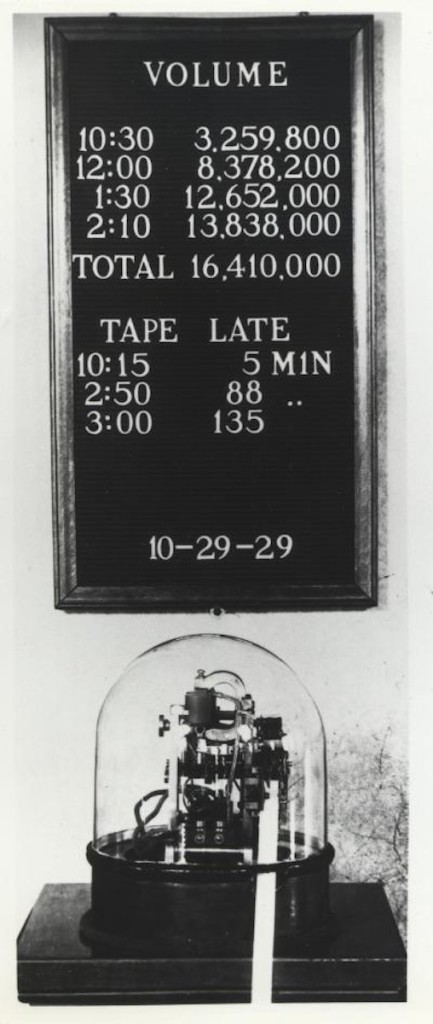 VOLUME
10:30 3,259,800
12:00 8,378,200
1:30 12,652,000
2:10 13,838,000
TOTAL 16,410,000
TAPE LATE
10:15 5 M1N
2:50 88 ..
3:00 135
10-29-29